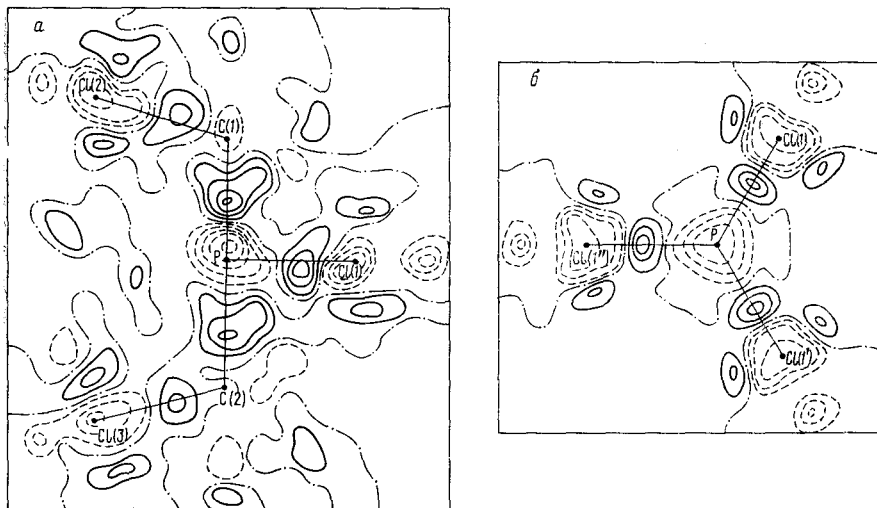 а
Cl(2)
C(1)
P
Cl(1)
C(2)
Cl(3)
б
Cl(1)
P
Cl(1'')
Cl(1')